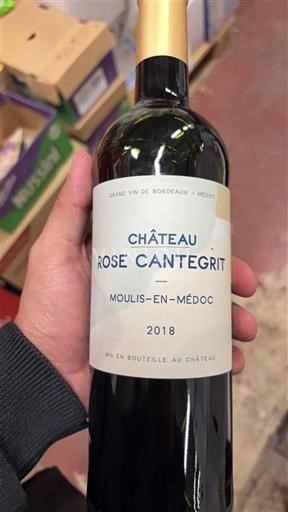 GRAND VIN DE BORDEAUX - MÉDOC
CHÂTEAU
ROSE CANTEGRIT
MOULIS-EN-MÉDOC
2018
MIS EN BOUTEILLE AU CHÂTEAU